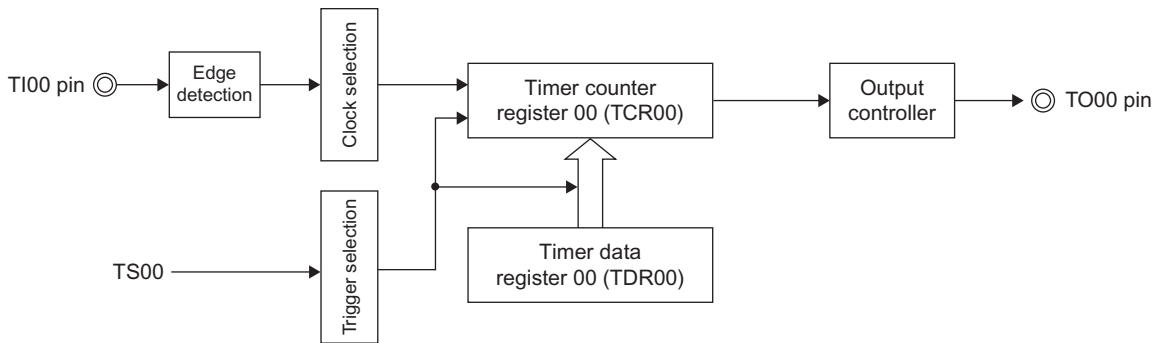 TI00 pin
Edge
detection
Clock selection
Timer counter
register 00 (TCR00)
Output
controller
TO00 pin
TS00
Trigger selection
Timer data
register 00 (TDR00)